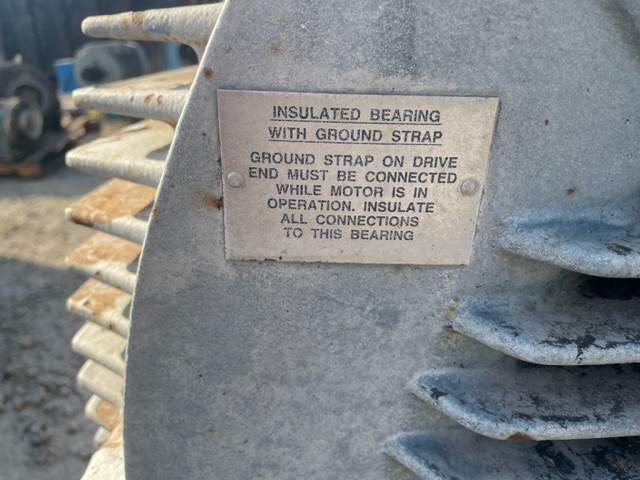 INSULATED BEARING
WITH GROUND STRAP
GROUND STRAP ON DRIVE
END MUST BE CONNECTED
WHILE MOTOR IS IN
OPERATION. INSULATE
ALL CONNECTIONS
TO THIS BEARING